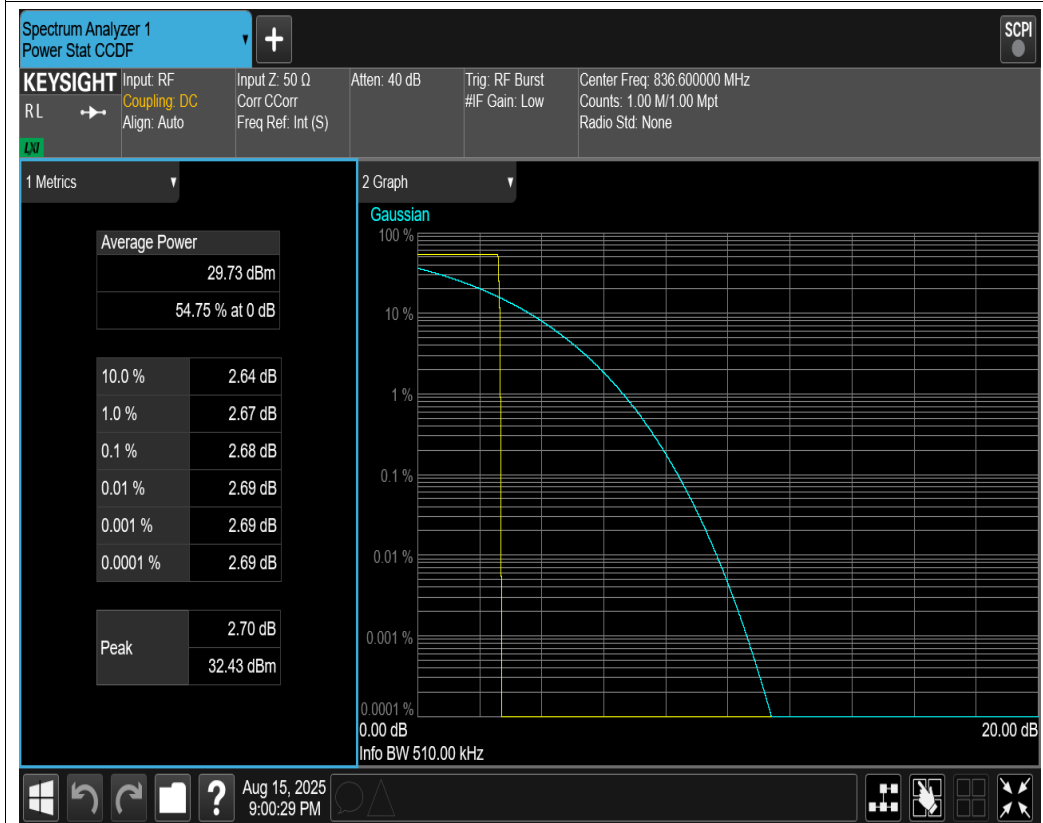 Spectrum Analyzer 1
Power Stat CCDF
+
SCPI
KEYSIGHT
RL
LXI
Input: RF
Coupling: DC
Align: Auto
Input Z: 50 Ω
Corr CCorr
Freq Ref: Int (S)
Atten: 40 dB
Trig: RF Burst
#IF Gain: Low
Center Freq: 836.600000 MHz
Counts: 1.00 M/1.00 Mpt
Radio Std: None
1 Metrics
Average Power
29.73 dBm
54.75 % at 0 dB
10.0 % 2.64 dB
1.0 % 2.67 dB
0.1 % 2.68 dB
0.01 % 2.69 dB
0.001 % 2.69 dB
0.0001 % 2.69 dB
Peak
2.70 dB
32.43 dBm
2 Graph
Gaussian
100 %
10 %
1 %
0.1 %
0.01 %
0.001 %
0.0001 %
0.00 dB 20.00 dB
Info BW 510.00 kHz
?
Aug 15, 2025
9:00:29 PM